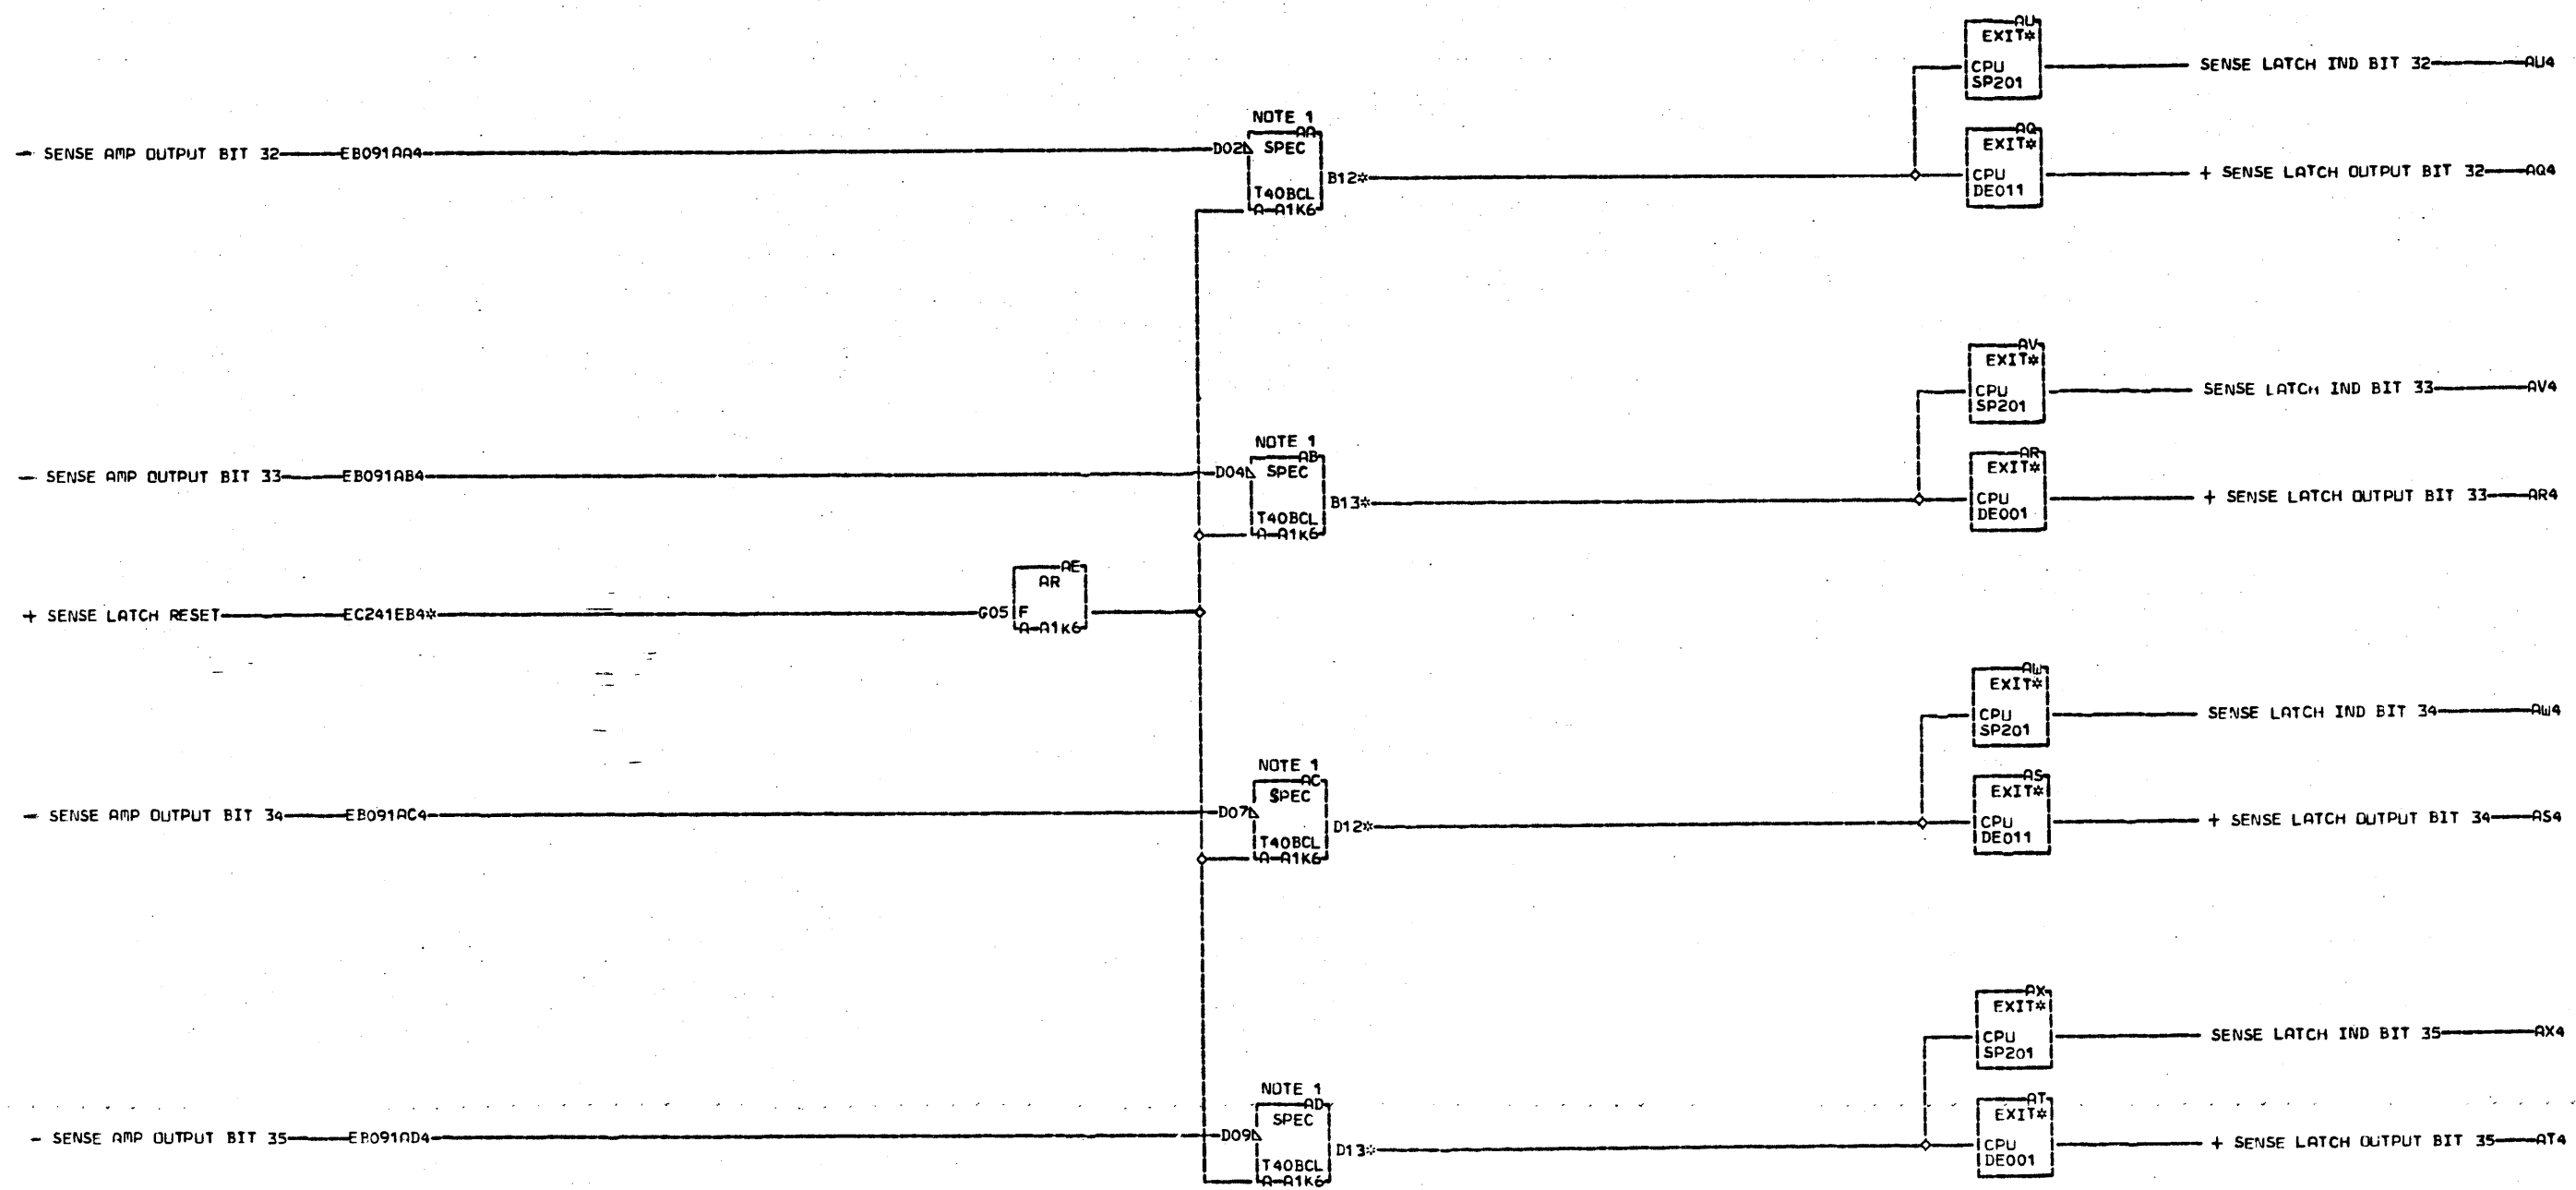 AU
EXIT*
CPU SENSE LATCH IND BIT 32 AU4
SP201
NOTE 1
AA
AQ
EXIT*
- SENSE AMP OUTPUT BIT 32 EB091AA4 D02 SPEC
B12* CPU + SENSE LATCH OUTPUT BIT 32 AQ4
T40BCL DE011
A-A1K6
AV
EXIT*
CPU SENSE LATCH IND BIT 33 AV4
SP201
NOTE 1
AB
AR
EXIT*
- SENSE AMP OUTPUT BIT 33 EB091AB4 D04 SPEC
B13* CPU + SENSE LATCH OUTPUT BIT 33 AR4
T40BCL DE001
A-A1K6
AE
AR
+ SENSE LATCH RESET EC241EB4* G05 F
A-A1K6
AW
EXIT*
CPU SENSE LATCH IND BIT 34 AW4
SP201
NOTE 1
AC
AS
EXIT*
- SENSE AMP OUTPUT BIT 34 EB091AC4 D07 SPEC
D12* CPU + SENSE LATCH OUTPUT BIT 34 AS4
T40BCL DE011
A-A1K6
AX
EXIT*
CPU SENSE LATCH IND BIT 35 AX4
SP201
NOTE 1
AD
AT
EXIT*
- SENSE AMP OUTPUT BIT 35 EB091AD4 D09 SPEC
D13* CPU + SENSE LATCH OUTPUT BIT 35 AT4
T40BCL DE001
A-A1K6